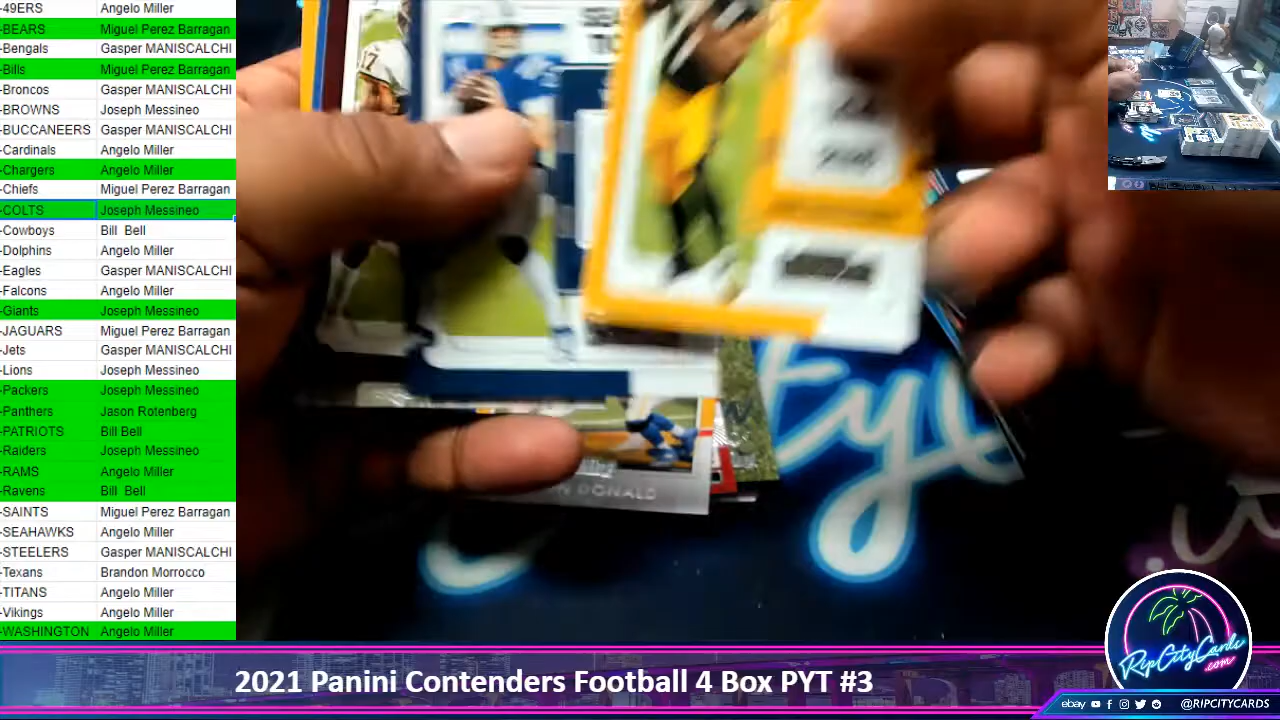 -49ERS Angelo Miller
-BEARS Miguel Perez Barragan
-Bengals Gasper MANISCALCHI
-Bills Miguel Perez Barragan
-Broncos Gasper MANISCALCHI
-BROWNS Joseph Messineo
-BUCCANEERS Gasper MANISCALCHI
-Cardinals Angelo Miller
-Chargers Angelo Miller
-Chiefs Miguel Perez Barragan
-COLTS Joseph Messineo
-Cowboys Bill Bell
-Dolphins Angelo Miller
-Eagles Gasper MANISCALCHI
-Falcons Angelo Miller
-Giants Joseph Messineo
-JAGUARS Miguel Perez Barragan
-Jets Gasper MANISCALCHI
-Lions Joseph Messineo
-Packers Joseph Messineo
-Panthers Jason Rotenberg
-PATRIOTS Bill Bell
-Raiders Joseph Messineo
-RAMS Angelo Miller
-Ravens Bill Bell
-SAINTS Miguel Perez Barragan
-SEAHAWKS Angelo Miller
-STEELERS Gasper MANISCALCHI
-Texans Brandon Morrocco
-TITANS Angelo Miller
-Vikings Angelo Miller
-WASHINGTON Angelo Miller
17
DONALD
RipCityCards
.com
2021 Panini Contenders Football 4 Box PYT #3
ebay @RIPCITYCARDS